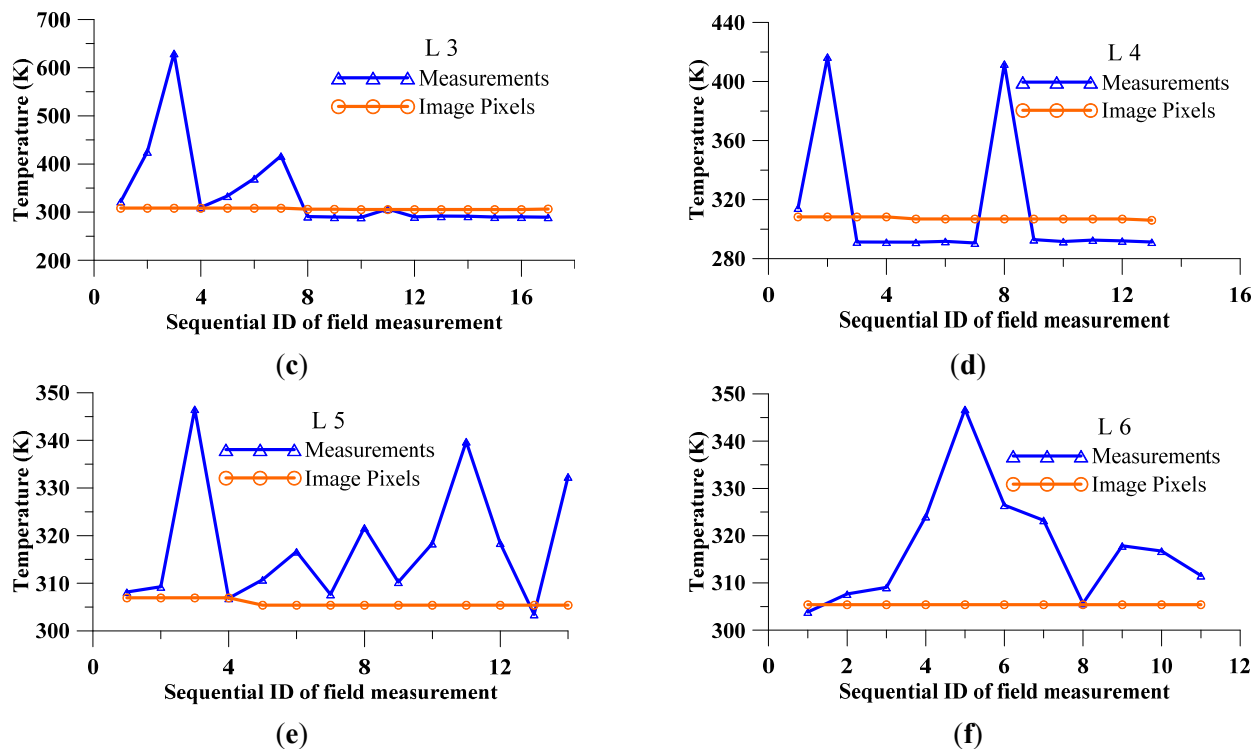 700
600
500
400
300
200
Temperature (K)
L 3
Measurements
Image Pixels
0 4 8 12 16
Sequential ID of field measurement
(c)
440
400
360
320
280
Temperature (K)
L 4
Measurements
Image Pixels
0 4 8 12 16
Sequential ID of field measurement
(d)
350
340
330
320
310
300
Temperature (K)
L 5
Measurements
Image Pixels
0 4 8 12
Sequential ID of field measurement
(e)
350
340
330
320
310
300
Temperature (K)
L 6
Measurements
Image Pixels
0 2 4 6 8 10 12
Sequential ID of field measurement
(f)